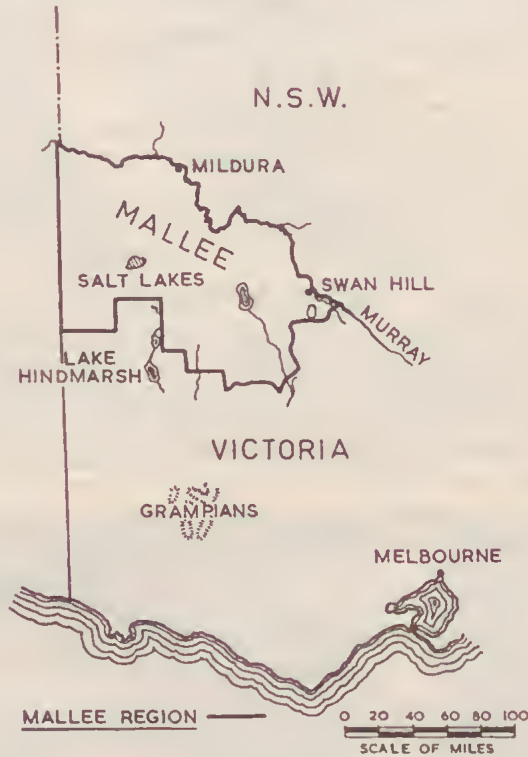 N.S.W.
MILDURA
MALLEE
SALT LAKES
SWAN HILL
MURRAY
LAKE
HINDMARSH
VICTORIA
GRAMPIANS
MELBOURNE
MALLEE REGION
0 20 40 60 80 100
SCALE OF MILES